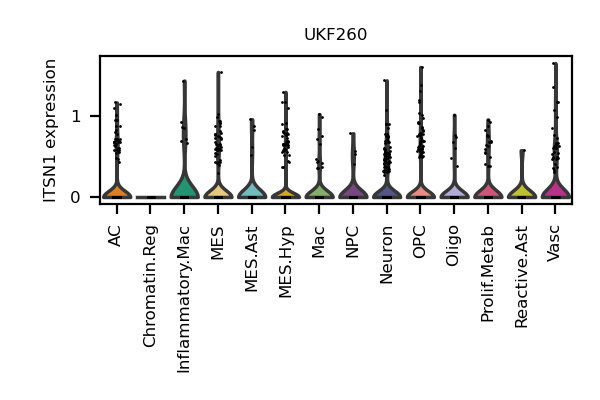 UKF260
ITSN1 expression
1
0
AC
Chromatin.Reg
Inflammatory.Mac
MES
MES.Ast
MES.Hyp
Mac
NPC
Neuron
OPC
Oligo
Prolif.Metab
Reactive.Ast
Vasc